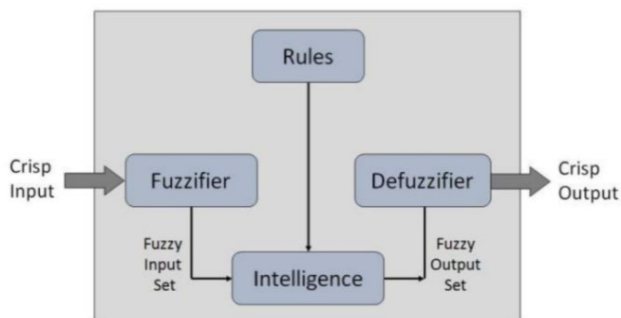 Rules
Crisp
Input
Fuzzifier
Defuzzifier
Crisp
Output
Fuzzy
Input
Set
Intelligence
Fuzzy
Output
Set